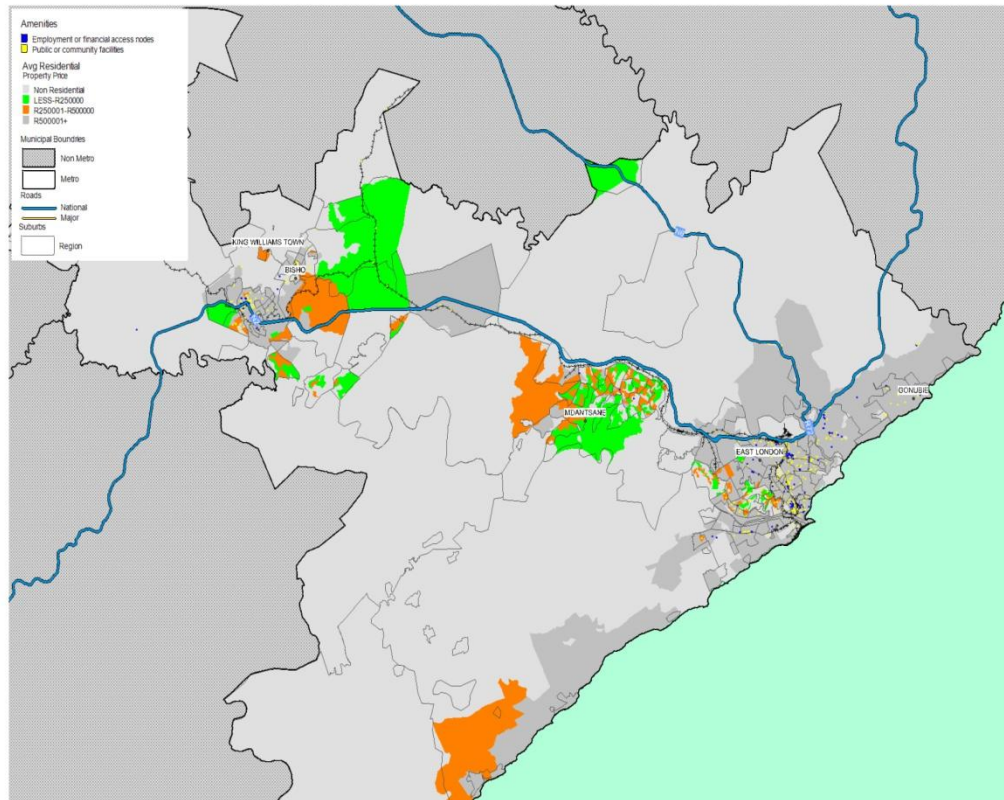 Amenities
Employment or financial access nodes
Public or community facilities
Avg Residential
Property Price
Non Residential
LESS-R250000
R250001-R500000
R500001+
Municipal Boundries
Non Metro
Metro
Roads
National
Major
Suburbs
Region
KING WILLIAMS TOWN
BISHO
MDANTSANE
GONUBIE
EAST LONDON